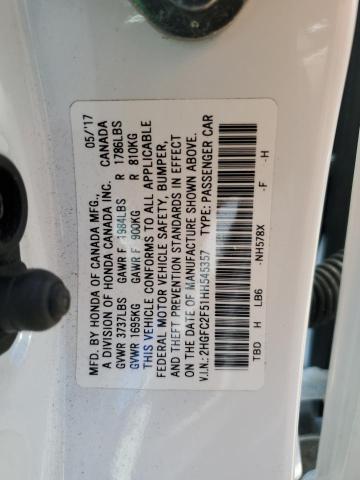 MFD. BY HONDA OF CANADA MFG., 05/'17
A DIVISION OF HONDA CANADA INC. CANADA
GVWR 3737LBS GAWR F 1984LBS R 1786LBS
GVWR 1695KG GAWR F 900KG R 810KG
THIS VEHICLE CONFORMS TO ALL APPLICABLE
FEDERAL MOTOR VEHICLE SAFETY, BUMPER,
AND THEFT PREVENTION STANDARDS IN EFFECT
ON THE DATE OF MANUFACTURE SHOWN ABOVE.
V.I.N.: 2HGFC2F51HH545357 TYPE: PASSENGER CAR
LB6 -NH578X
TBD H -F -H